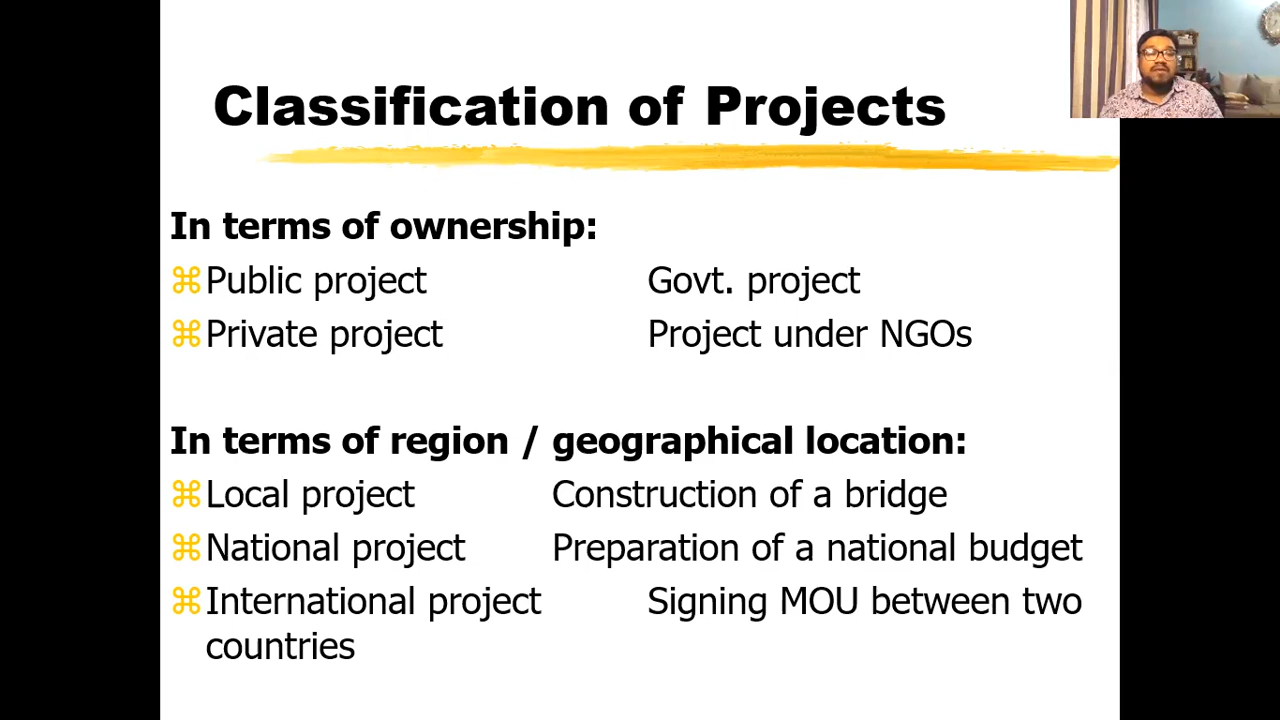 Classification of Projects
In terms of ownership:
⌘Public project Govt. project
⌘Private project Project under NGOs
In terms of region / geographical location:
⌘Local project Construction of a bridge
⌘National project Preparation of a national budget
⌘International project Signing MOU between two
countries